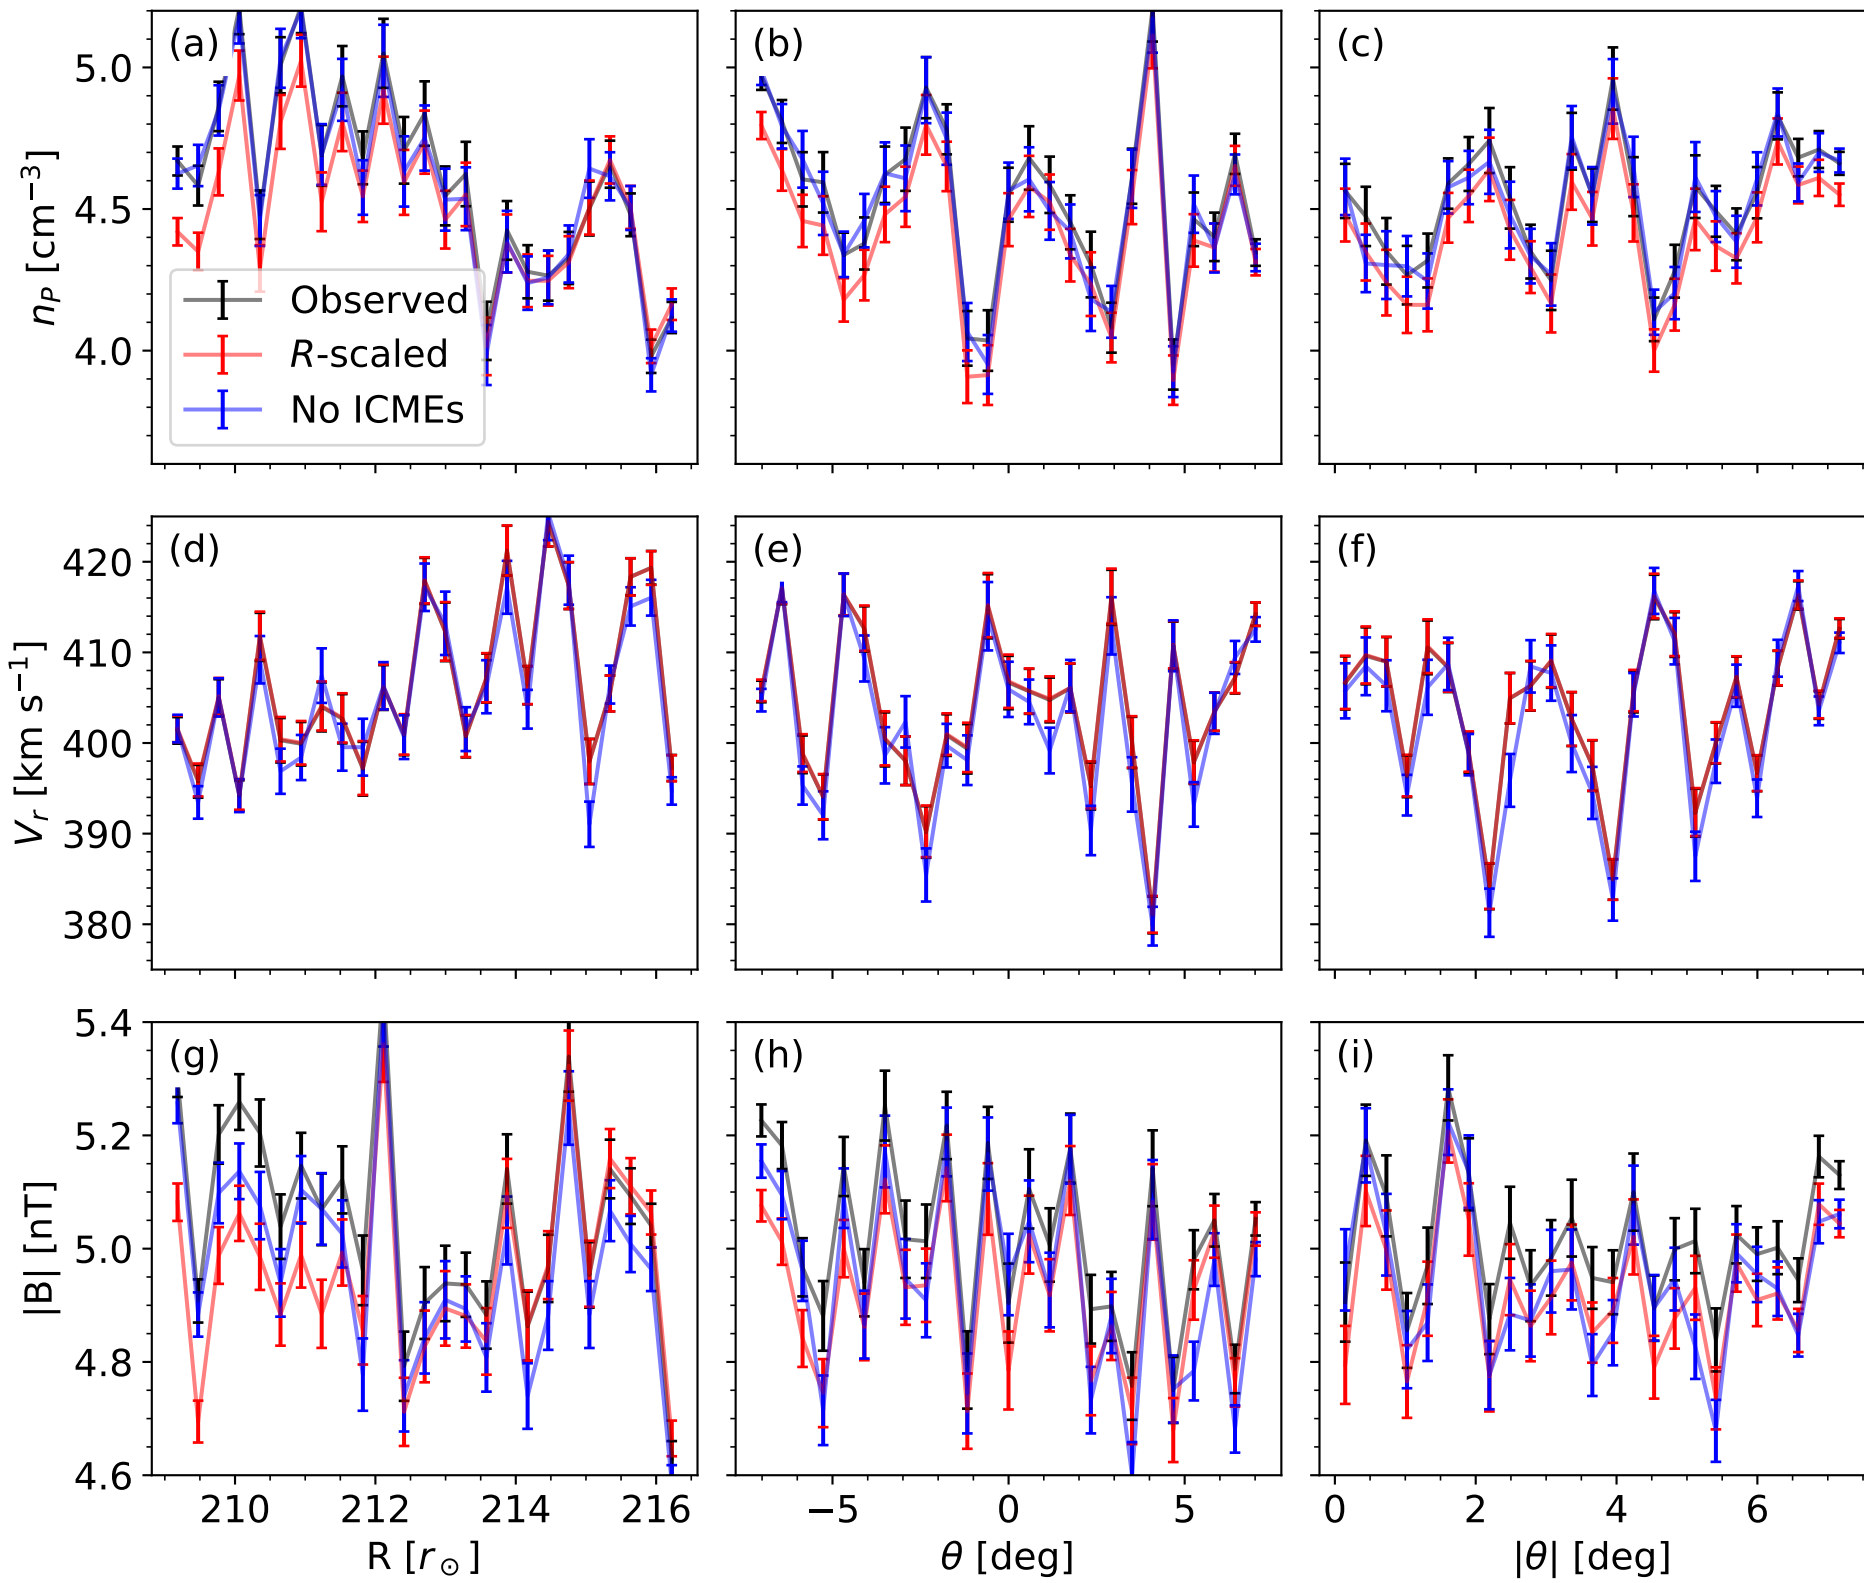 (a)
(b)
(c)
5.0
4.5
4.0
n_P [cm⁻³]
Observed
R-scaled
No ICMEs
(d)
(e)
(f)
420
410
400
390
380
V_r [km s⁻¹]
(g)
(h)
(i)
5.4
5.2
5.0
4.8
4.6
|B| [nT]
210 212 214 216
−5 0 5
0 2 4 6
R [r_⊙]
θ [deg]
|θ| [deg]